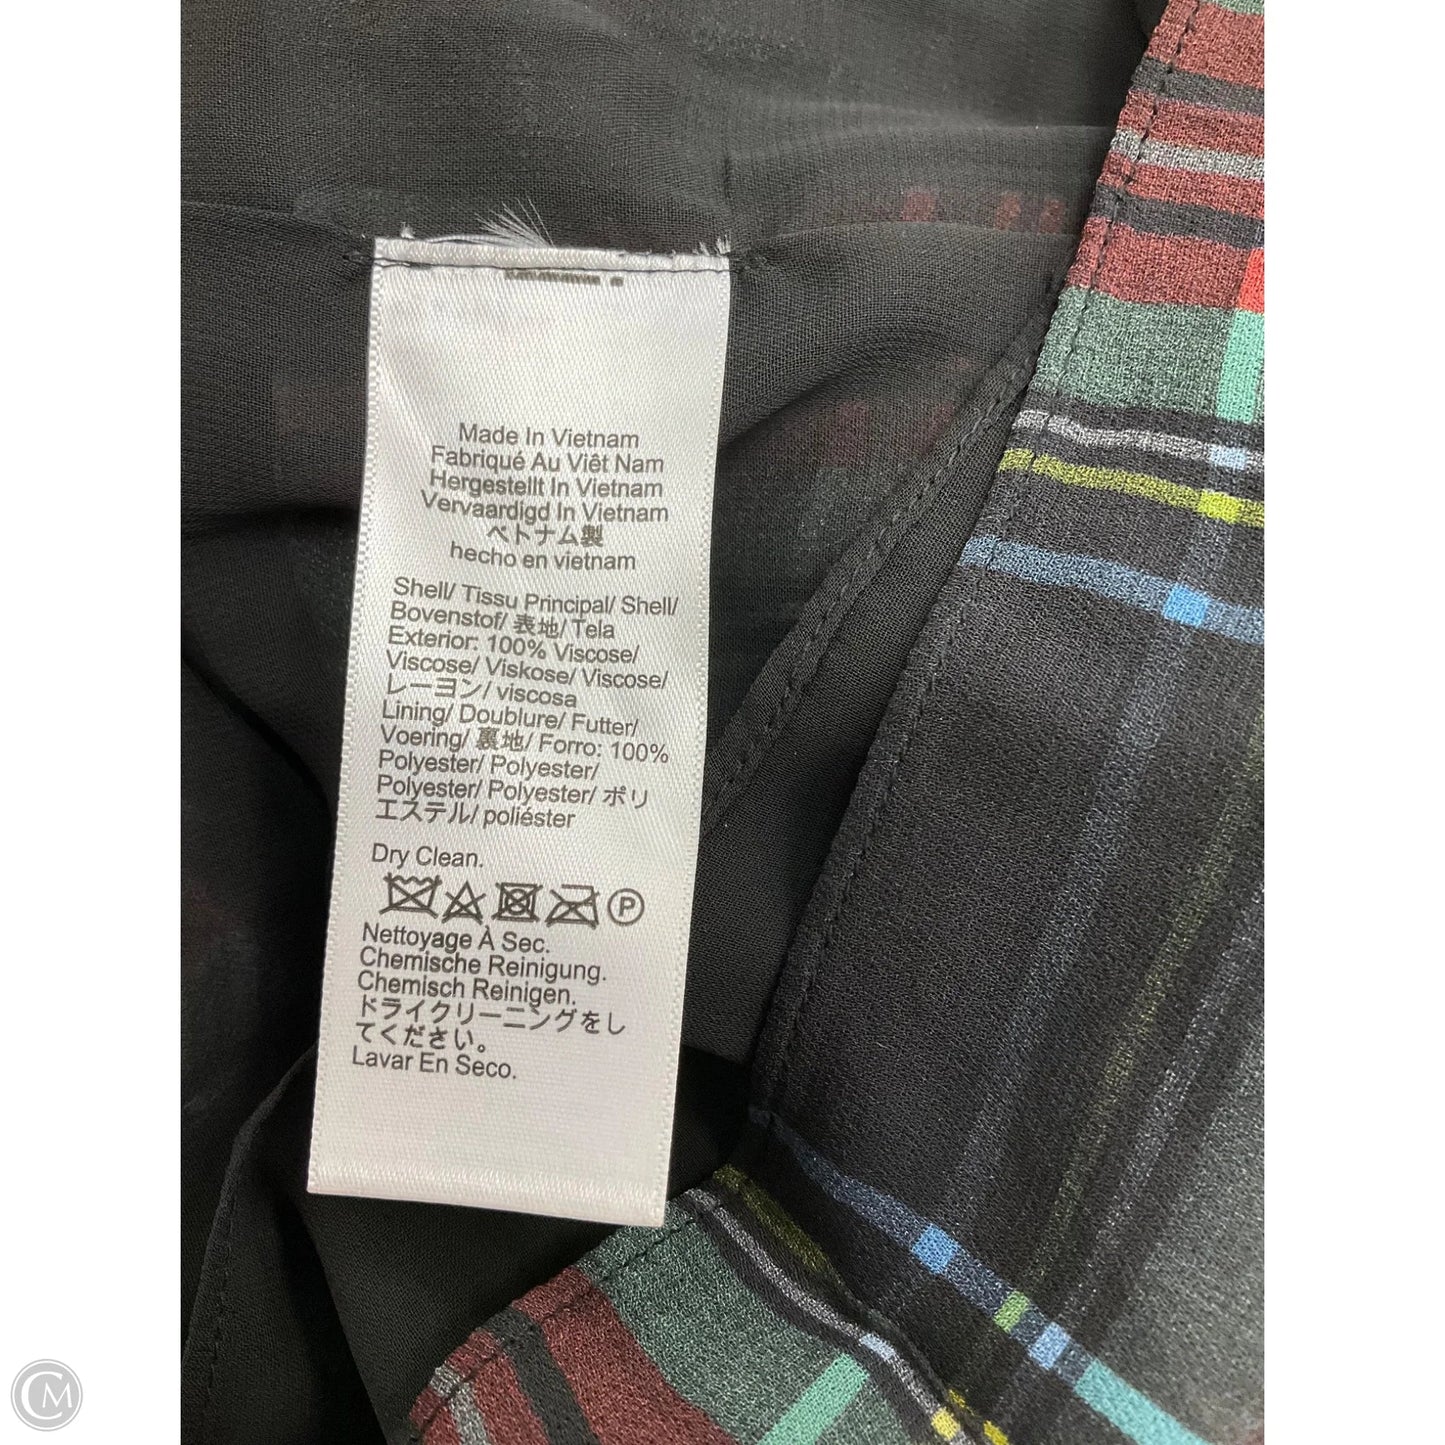 Made In Vietnam
Fabriqué Au Viêt Nam
Hergestellt In Vietnam
Vervaardigd In Vietnam
ベトナム製
hecho en vietnam
Shell/ Tissu Principal/ Shell/
Bovenstof/ 表地/ Tela
Exterior: 100% Viscose/
Viscose/ Viskose/ Viscose/
レーヨン/ viscosa
Lining/ Doublure/ Futter/
Voering/ 裏地/ Forro: 100%
Polyester/ Polyester/
Polyester/ Polyester/ ポリ
エステル/ poliéster
Dry Clean.
P
Nettoyage À Sec.
Chemische Reinigung.
Chemisch Reinigen.
ドライクリーニングをし
てください。
Lavar En Seco.
CM